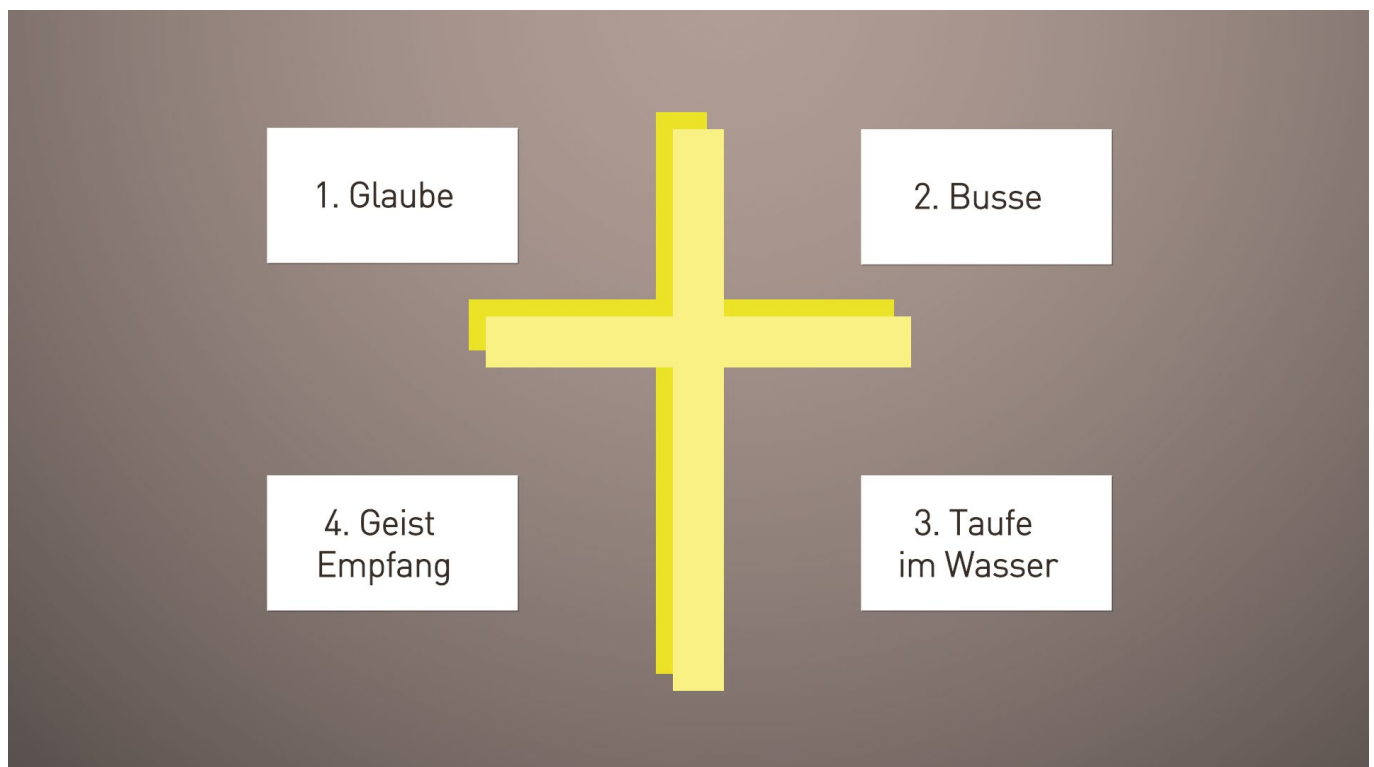 1. Glaube
2. Busse
3. Taufe
im Wasser
4. Geist
Empfang